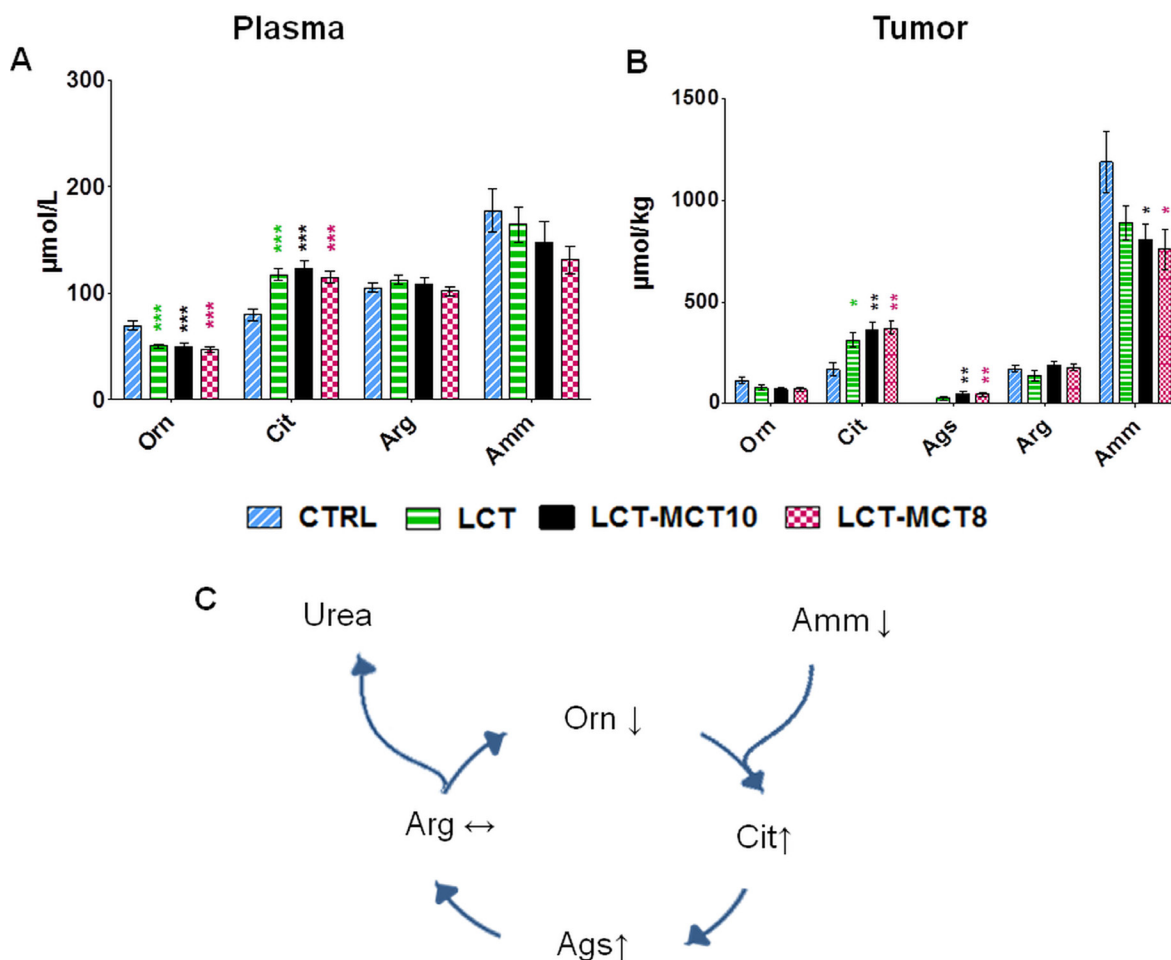 Plasma
Tumor
A
B
300
200
100
0
µmol/L
***
***
***
***
***
***
Orn
Cit
Arg
Amm
1500
1000
500
0
µmol/kg
*
**
**
**
**
*
*
Orn
Cit
Ags
Arg
Amm
CTRL LCT LCT-MCT10 LCT-MCT8
C
Urea
Amm ↓
Orn ↓
Arg ↔
Cit↑
Ags↑